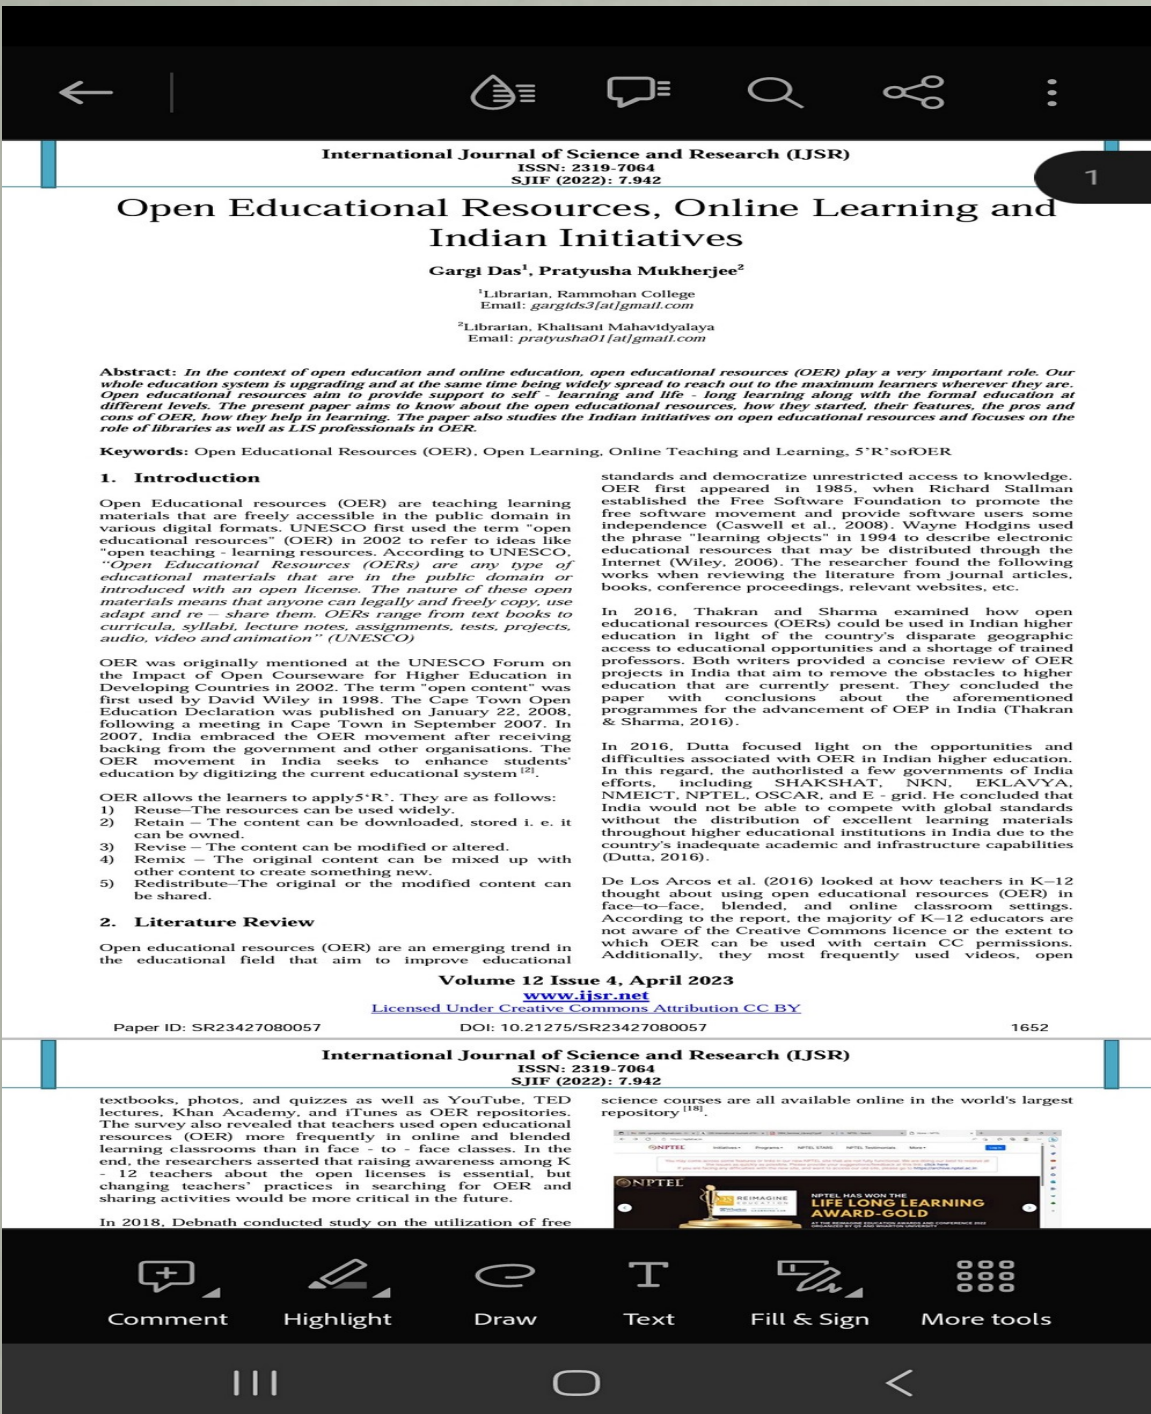 1
International Journal of Science and Research (IJSR)
ISSN: 2319-7064
SJIF (2022): 7.942
Open Educational Resources, Online Learning and
Indian Initiatives
Gargi Das1, Pratyusha Mukherjee2
1Librarian, Rammohan College
Email: gargids3[at]gmail.com
2Librarian, Khalisani Mahavidyalaya
Email: pratyusha01[at]gmail.com
Abstract: In the context of open education and online education, open educational resources (OER) play a very important role. Our
whole education system is upgrading and at the same time being widely spread to reach out to the maximum learners wherever they are.
Open educational resources aim to provide support to self - learning and life - long learning along with the formal education at
different levels. The present paper aims to know about the open educational resources, how they started, their features, the pros and
cons of OER, how they help in learning. The paper also studies the Indian Initiatives on open educational resources and focuses on the
role of libraries as well as LIS professionals in OER.
Keywords: Open Educational Resources (OER), Open Learning, Online Teaching and Learning, 5'R'sofOER
1. Introduction
Open Educational resources (OER) are teaching learning
materials that are freely accessible in the public domain in
various digital formats. UNESCO first used the term "open
educational resources" (OER) in 2002 to refer to ideas like
"open teaching - learning resources. According to UNESCO,
"Open Educational Resources (OERs) are any type of
educational materials that are in the public domain or
introduced with an open license. The nature of these open
materials means that anyone can legally and freely copy, use
adapt and re – share them. OERs range from text books to
curricula, syllabi, lecture notes, assignments, tests, projects,
audio, video and animation" (UNESCO)
OER was originally mentioned at the UNESCO Forum on
the Impact of Open Courseware for Higher Education in
Developing Countries in 2002. The term "open content" was
first used by David Wiley in 1998. The Cape Town Open
Education Declaration was published on January 22, 2008,
following a meeting in Cape Town in September 2007. In
2007, India embraced the OER movement after receiving
backing from the government and other organisations. The
OER movement in India seeks to enhance students'
education by digitizing the current educational system [2].
OER allows the learners to apply5'R'. They are as follows:
1) Reuse–The resources can be used widely.
2) Retain – The content can be downloaded, stored i. e. it
can be owned.
3) Revise – The content can be modified or altered.
4) Remix – The original content can be mixed up with
other content to create something new.
5) Redistribute–The original or the modified content can
be shared.
2. Literature Review
Open educational resources (OER) are an emerging trend in
the educational field that aim to improve educational
standards and democratize unrestricted access to knowledge.
OER first appeared in 1985, when Richard Stallman
established the Free Software Foundation to promote the
free software movement and provide software users some
independence (Caswell et al., 2008). Wayne Hodgins used
the phrase "learning objects" in 1994 to describe electronic
educational resources that may be distributed through the
Internet (Wiley, 2006). The researcher found the following
works when reviewing the literature from journal articles,
books, conference proceedings, relevant websites, etc.
In 2016, Thakran and Sharma examined how open
educational resources (OERs) could be used in Indian higher
education in light of the country's disparate geographic
access to educational opportunities and a shortage of trained
professors. Both writers provided a concise review of OER
projects in India that aim to remove the obstacles to higher
education that are currently present. They concluded the
paper with conclusions about the aforementioned
programmes for the advancement of OEP in India (Thakran
& Sharma, 2016).
In 2016, Dutta focused light on the opportunities and
difficulties associated with OER in Indian higher education.
In this regard, the authorlisted a few governments of India
efforts, including SHAKSHAT, NKN, EKLAVYA,
NMEICT, NPTEL, OSCAR, and E - grid. He concluded that
India would not be able to compete with global standards
without the distribution of excellent learning materials
throughout higher educational institutions in India due to the
country's inadequate academic and infrastructure capabilities
(Dutta, 2016).
De Los Arcos et al. (2016) looked at how teachers in K–12
thought about using open educational resources (OER) in
face–to–face, blended, and online classroom settings.
According to the report, the majority of K–12 educators are
not aware of the Creative Commons licence or the extent to
which OER can be used with certain CC permissions.
Additionally, they most frequently used videos, open
Volume 12 Issue 4, April 2023
www.ijsr.net
Licensed Under Creative Commons Attribution CC BY
Paper ID: SR23427080057 DOI: 10.21275/SR23427080057 1652
International Journal of Science and Research (IJSR)
ISSN: 2319-7064
SJIF (2022): 7.942
textbooks, photos, and quizzes as well as YouTube, TED
lectures, Khan Academy, and iTunes as OER repositories.
The survey also revealed that teachers used open educational
resources (OER) more frequently in online and blended
learning classrooms than in face - to - face classes. In the
end, the researchers asserted that raising awareness among K
- 12 teachers about the open licenses is essential, but
changing teachers' practices in searching for OER and
sharing activities would be more critical in the future.
In 2018, Debnath conducted study on the utilization of free
science courses are all available online in the world's largest
repository [18].
NPTEL
NPTEL
REIMAGINE
EDUCATION
NPTEL HAS WON THE
LIFE LONG LEARNING
AWARD-GOLD
Comment Highlight Draw Text Fill & Sign More tools